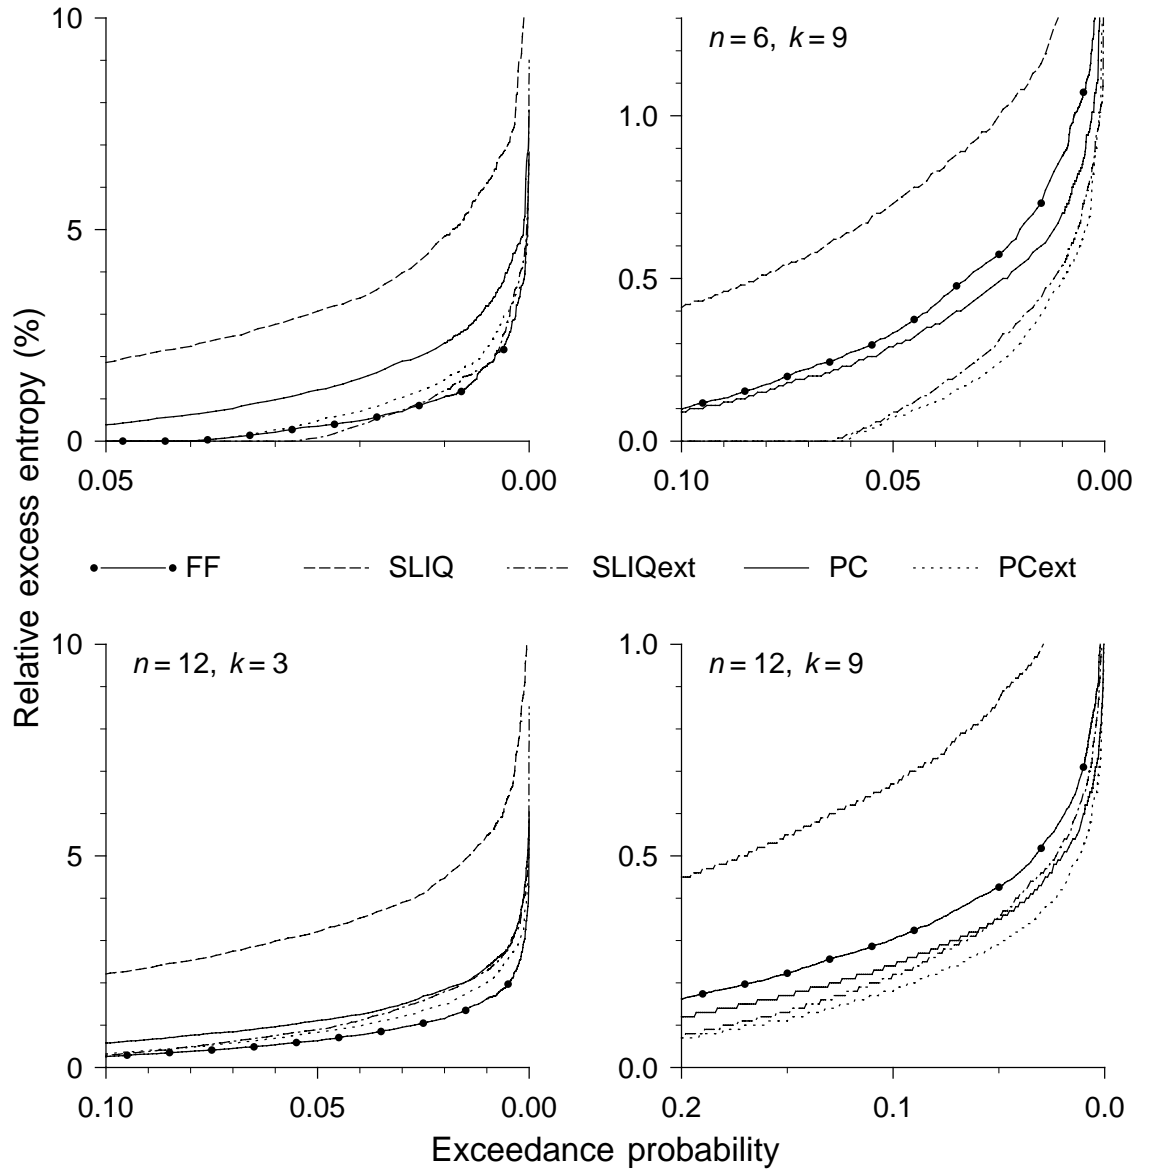 10
5
0
0.05
0.00
n = 6, k = 9
1.0
0.5
0.0
0.10
0.05
0.00
Relative excess entropy (%)
FF
SLIQ
SLIQext
PC
PCext
n = 12, k = 3
10
5
0
0.10
0.05
0.00
n = 12, k = 9
1.0
0.5
0.0
0.2
0.1
0.0
Exceedance probability